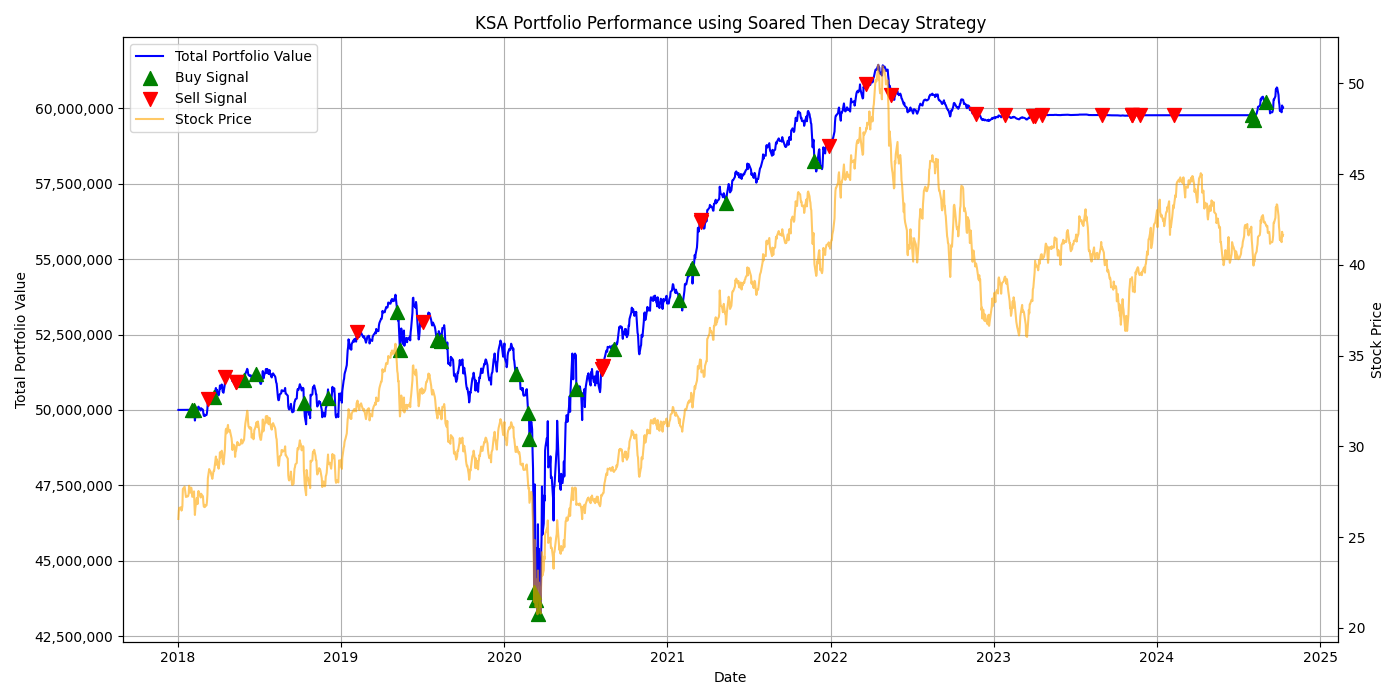 KSA Portfolio Performance using Soared Then Decay Strategy
Total Portfolio Value
Buy Signal
Sell Signal
Stock Price
60,000,000
57,500,000
55,000,000
52,500,000
50,000,000
47,500,000
45,000,000
42,500,000
Total Portfolio Value
50
45
40
35
30
25
20
Stock Price
2018
2019
2020
2021
2022
2023
2024
2025
Date